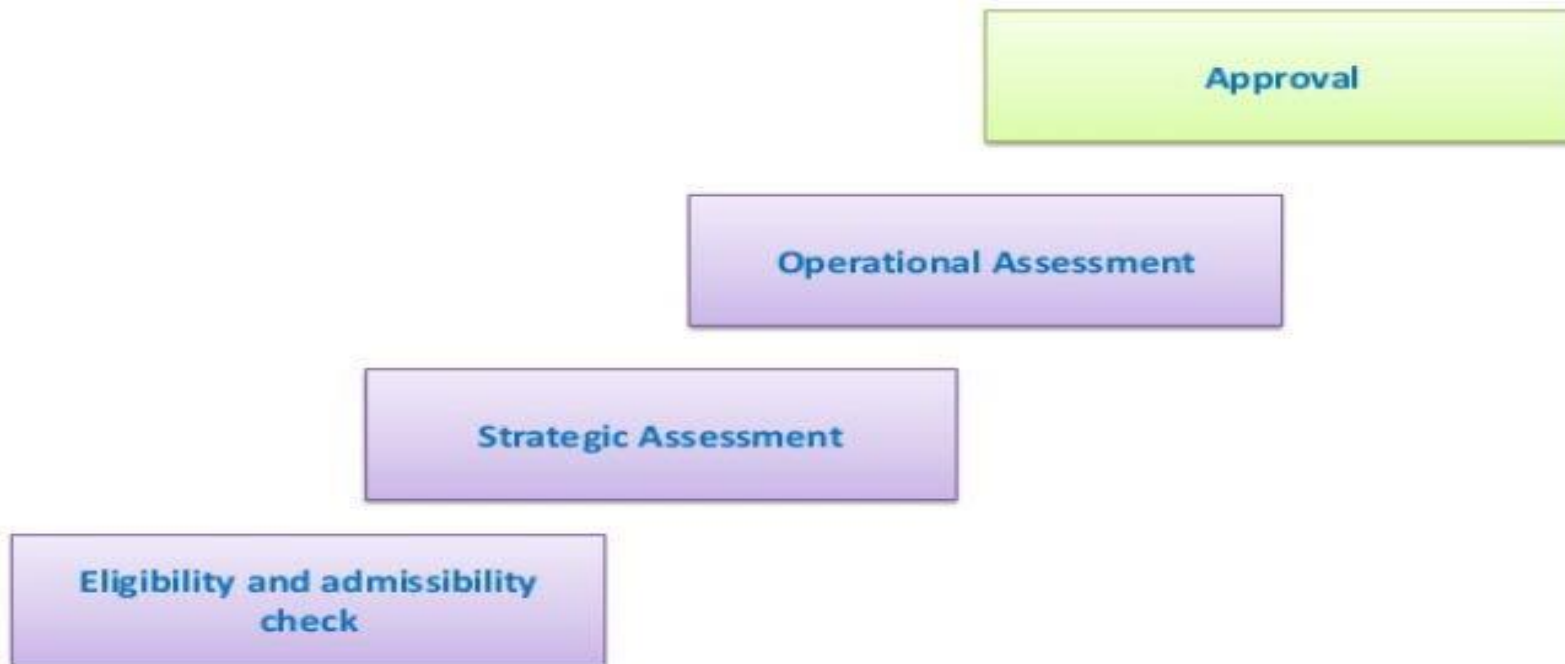 Approval
Operational Assessment
Strategic Assessment
Eligibility and admissibility
check